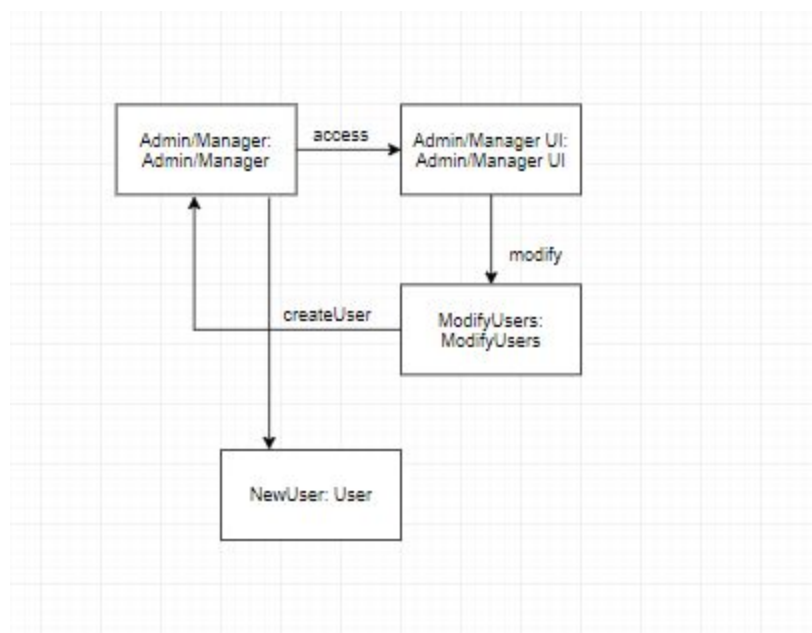 Admin/Manager:
Admin/Manager
access
Admin/Manager UI:
Admin/Manager UI
modify
createUser
ModifyUsers:
ModifyUsers
NewUser: User